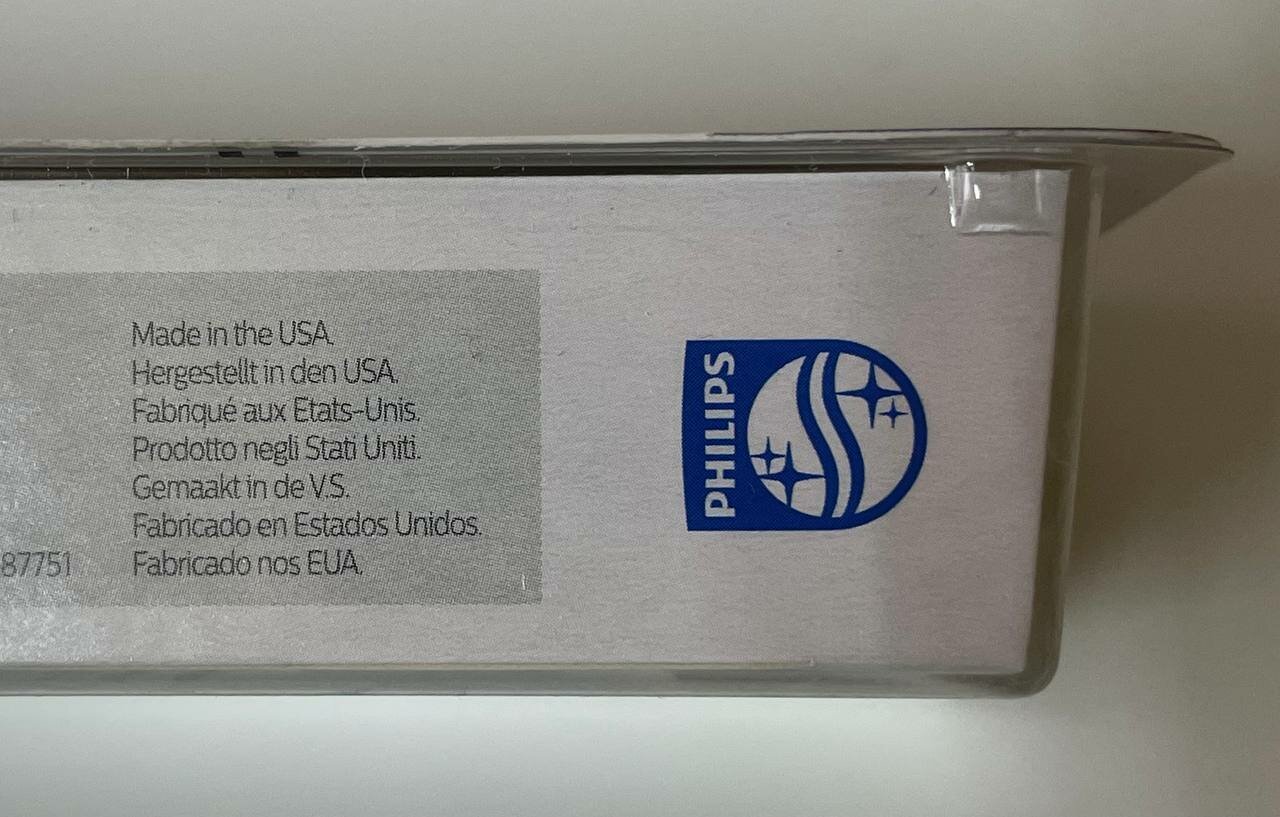 Made in the USA.
Hergestellt in den USA.
Fabriqué aux Etats-Unis.
Prodotto negli Stati Uniti.
Gemaakt in de V.S.
Fabricado en Estados Unidos.
87751
Fabricado nos EUA.
PHILIPS